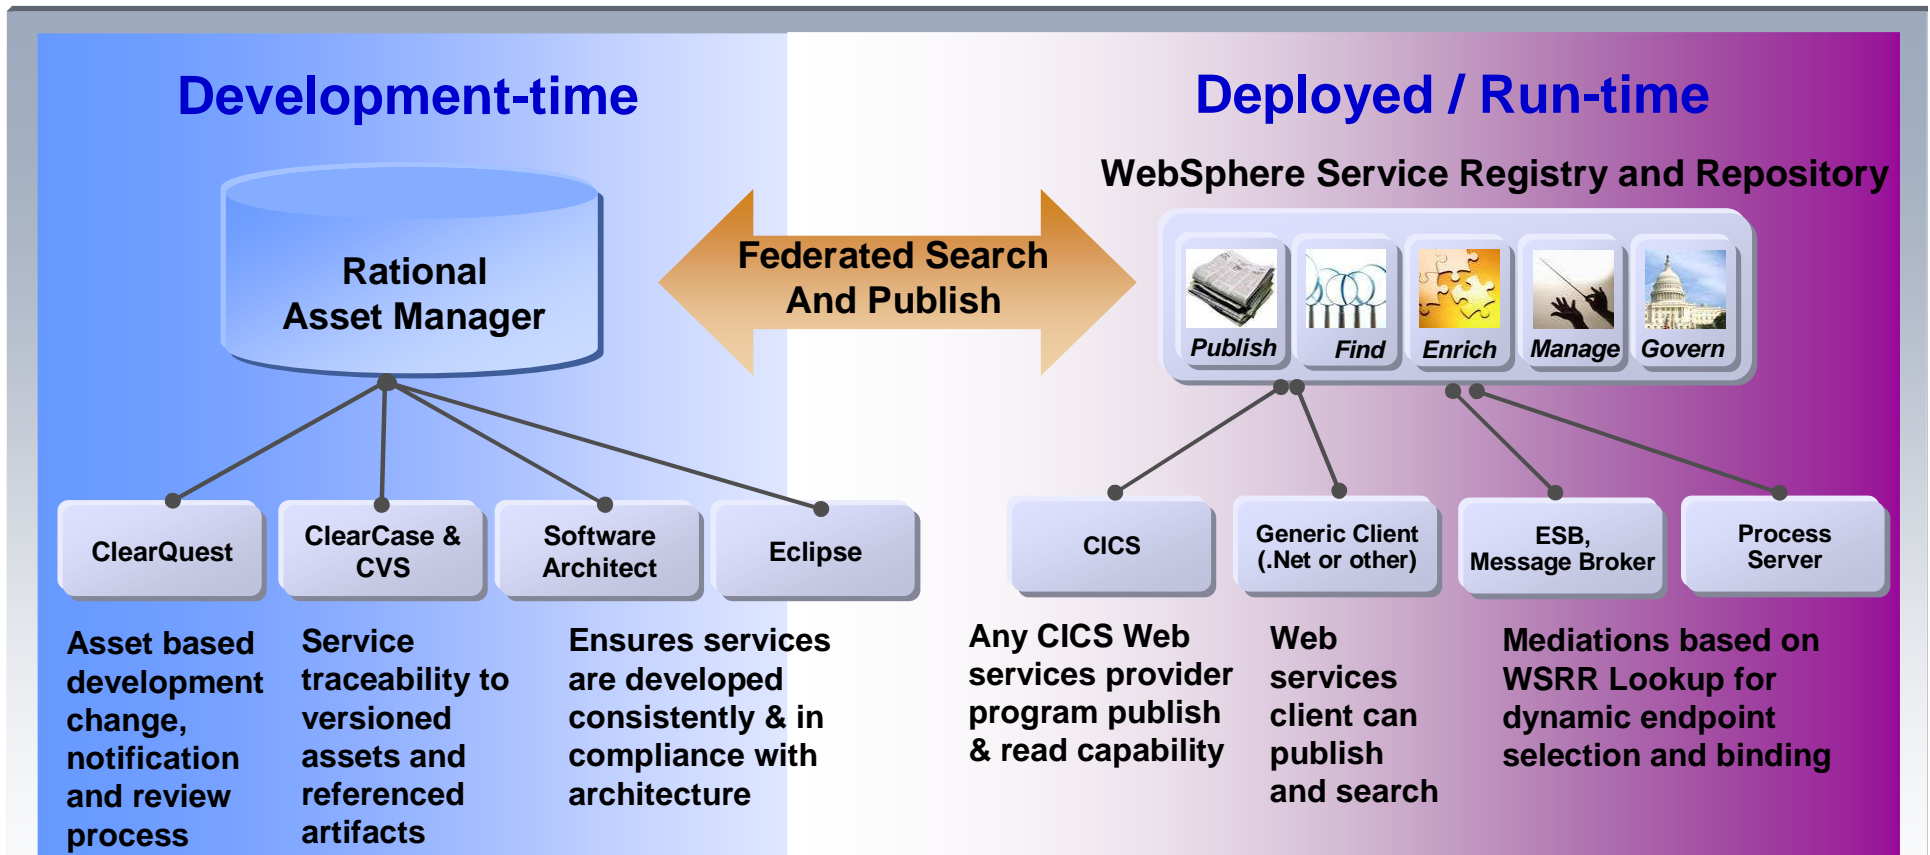 Development-time
Deployed / Run-time
WebSphere Service Registry and Repository
Rational
Asset Manager
Federated Search
And Publish
Publish
Find
Enrich
Manage
Govern
ClearQuest
ClearCase &
CVS
Software
Architect
Eclipse
CICS
Generic Client
(.Net or other)
ESB,
Message Broker
Process
Server
Asset based
development
change,
notification
and review
process
Service
traceability to
versioned
assets and
referenced
artifacts
Ensures services
are developed
consistently & in
compliance with
architecture
Any CICS Web
services provider
program publish
& read capability
Web
services
client can
publish
and search
Mediations based on
WSRR Lookup for
dynamic endpoint
selection and binding